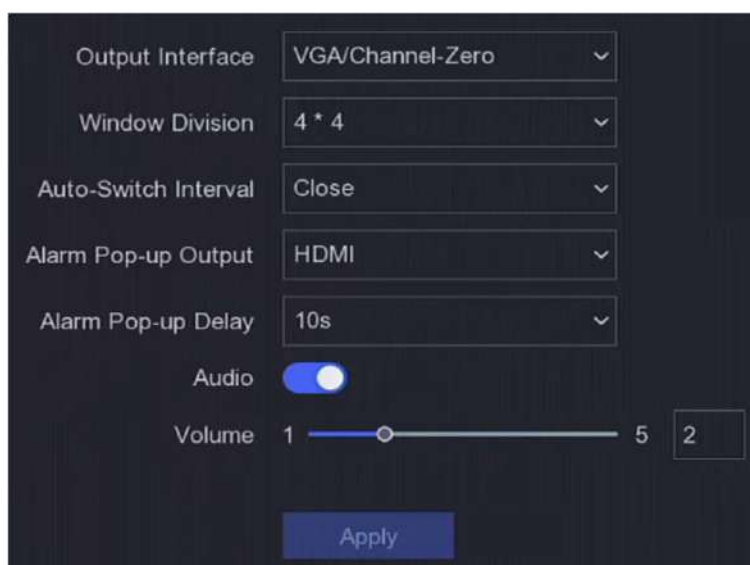 Output Interface VGA/Channel-Zero
Window Division 4 * 4
Auto-Switch Interval Close
Alarm Pop-up Output HDMI
Alarm Pop-up Delay 10s
Audio
Volume 1 5 2
Apply